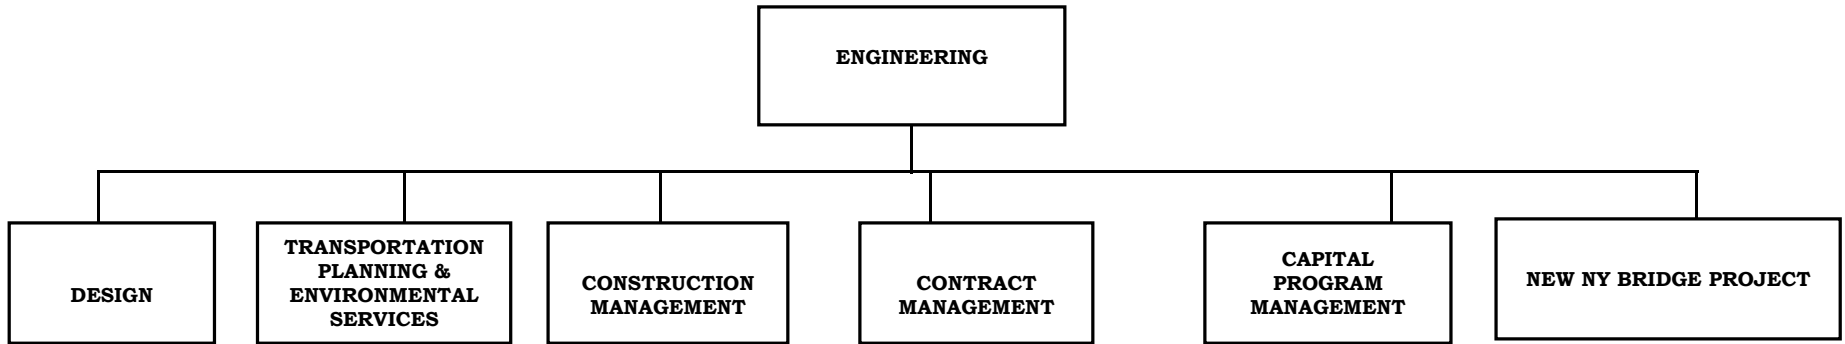 ENGINEERING
DESIGN
TRANSPORTATION
PLANNING &
ENVIRONMENTAL
SERVICES
CONSTRUCTION
MANAGEMENT
CONTRACT
MANAGEMENT
CAPITAL
PROGRAM
MANAGEMENT
NEW NY BRIDGE PROJECT